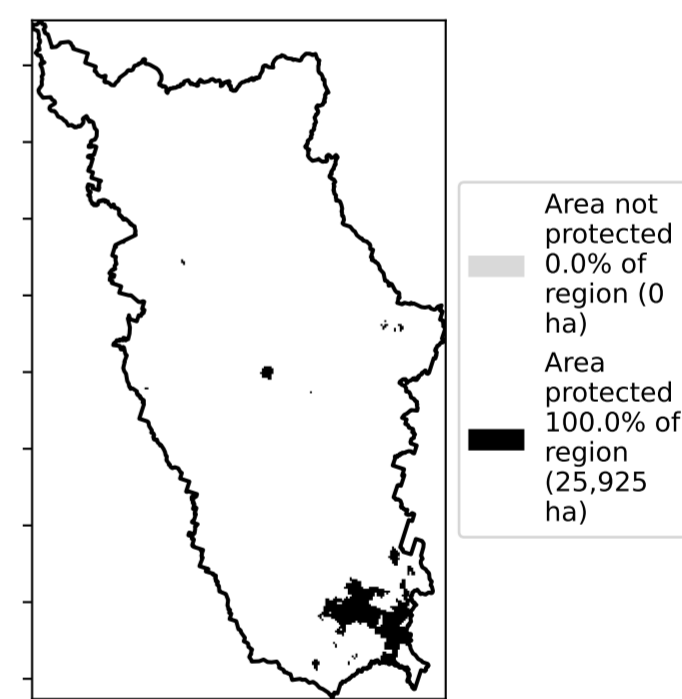 Area not
protected
0.0% of
region (0
ha)
Area
protected
100.0% of
region
(25,925
ha)